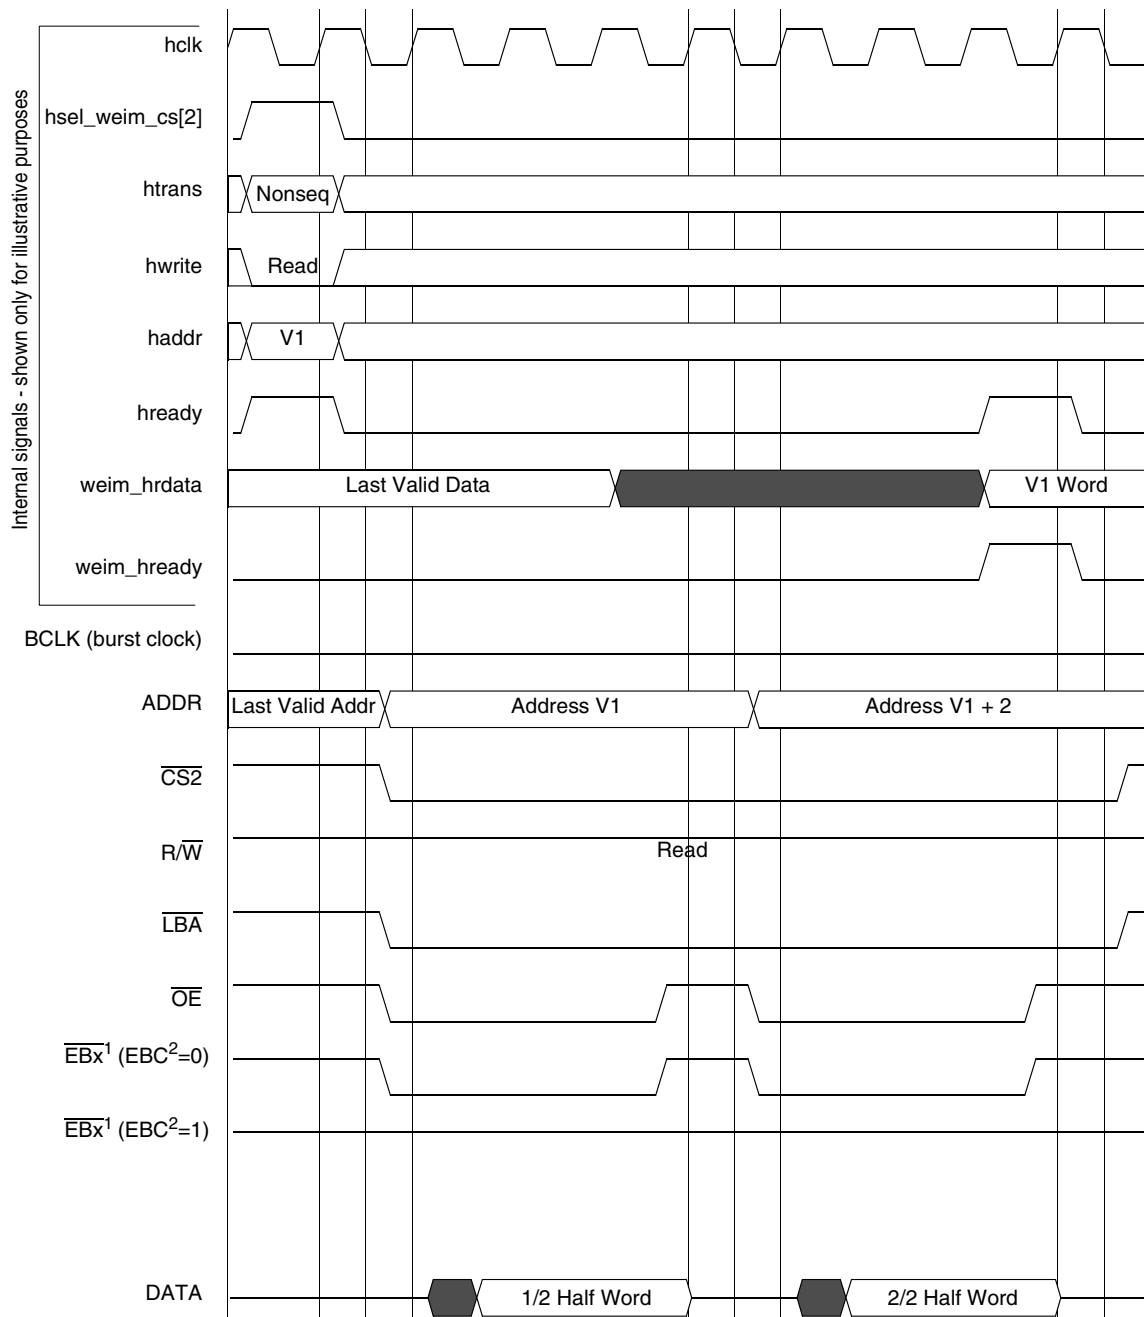 Internal signals - shown only for illustrative purposes
hclk
hsel_weim_cs[2]
htrans Nonseq
hwrite Read
haddr V1
hready
weim_hrdata Last Valid Data V1 Word
weim_hready
BCLK (burst clock)
ADDR Last Valid Addr Address V1 Address V1 + 2
CS2
R/W Read
LBA
OE
EBx1 (EBC2=0)
EBx1 (EBC2=1)
DATA 1/2 Half Word 2/2 Half Word